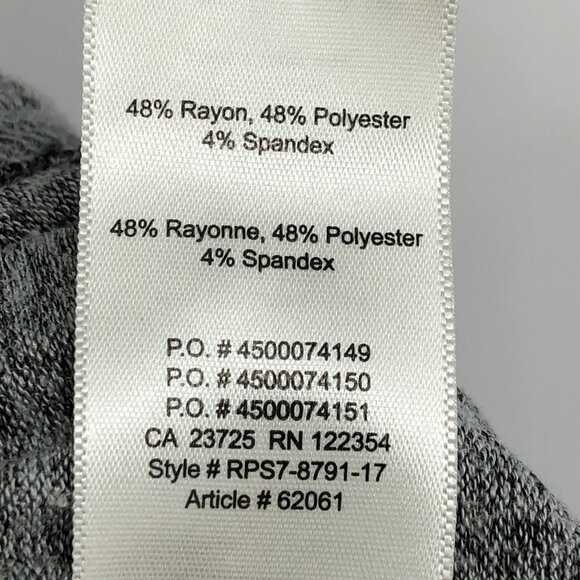 48% Rayon, 48% Polyester
4% Spandex
48% Rayonne, 48% Polyester
4% Spandex
P.O. # 4500074149
P.O. # 4500074150
P.O. # 4500074151
CA 23725 RN 122354
Style # RPS7-8791-17
Article # 62061